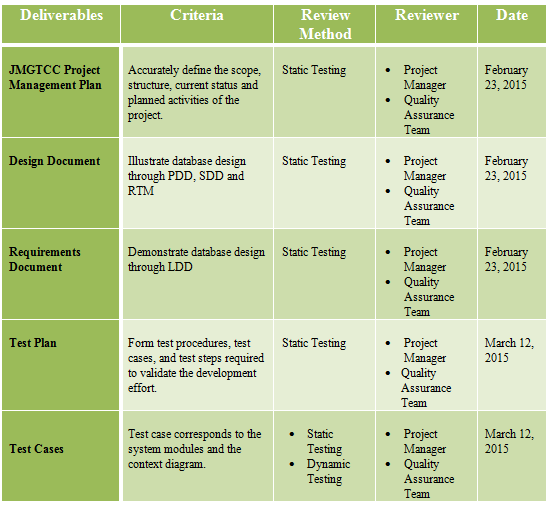 Deliverables Criteria Review Method Reviewer Date
JMGTCC Project Management Plan
Accurately define the scope,
structure, current status and
planned activities of the
project.
Static Testing
• Project
Manager
• Quality
Assurance
Team
February
23, 2015
Design Document
Illustrate database design
through PDD, SDD and
RTM
Static Testing
• Project
Manager
• Quality
Assurance
Team
February
23, 2015
Requirements
Document
Demonstrate database design
through LDD
Static Testing
• Project
Manager
• Quality
Assurance
Team
February
23, 2015
Test Plan
Form test procedures, test
cases, and test steps required
to validate the development
effort.
Static Testing
• Project
Manager
• Quality
Assurance
Team
March 12,
2015
Test Cases
Test case corresponds to the
system modules and the
context diagram.
• Static
Testing
• Dynamic
Testing
• Project
Manager
• Quality
Assurance
Team
March 12,
2015